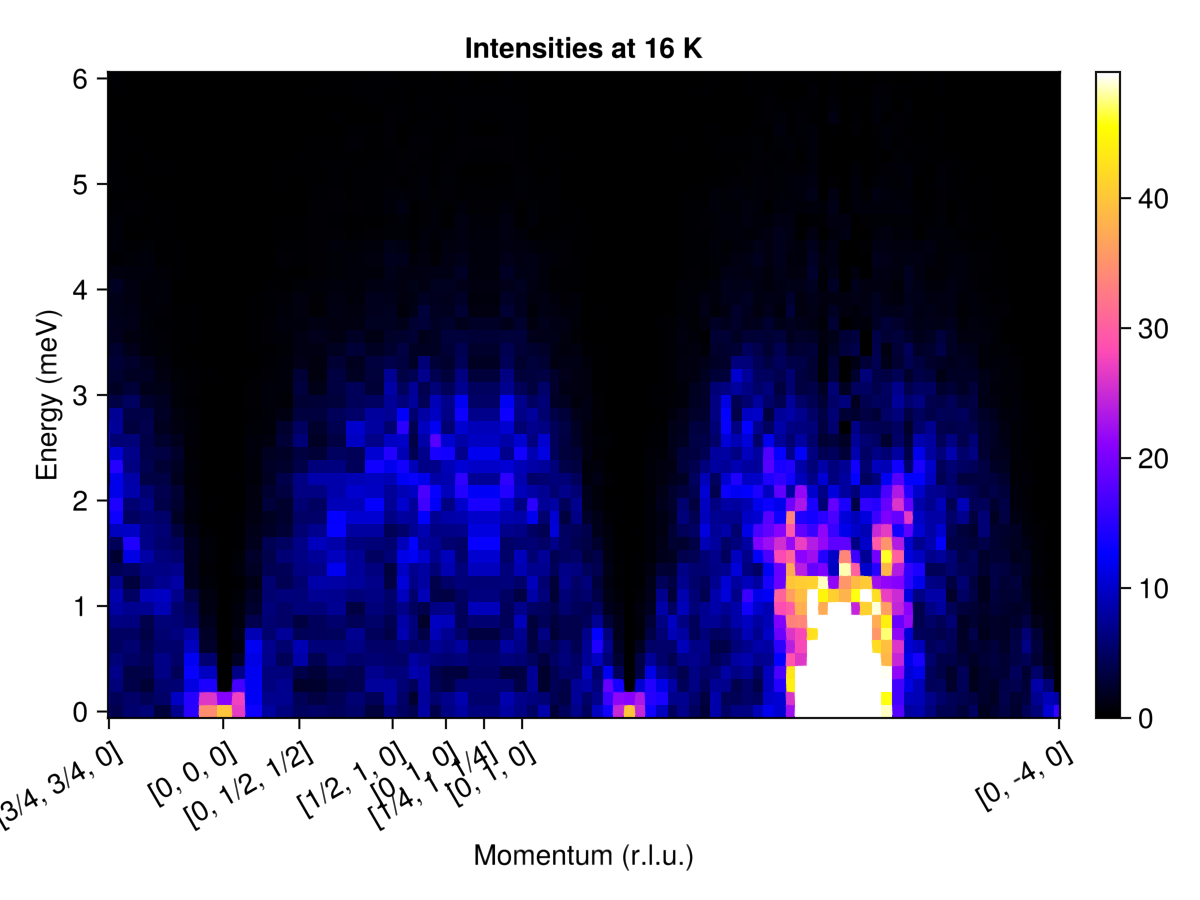 Intensities at 16 K
6
5
4
3
2
1
0
Energy (meV)
40
30
20
10
0
3/4, 3/4, 0]
[0, 0, 0]
[0, 1/2, 1/2]
[1/2, 1, 0]
[0, 1, 0]
[1/4, 1, 1/4]
[0, 1, 0]
[0, -4, 0]
Momentum (r.l.u.)